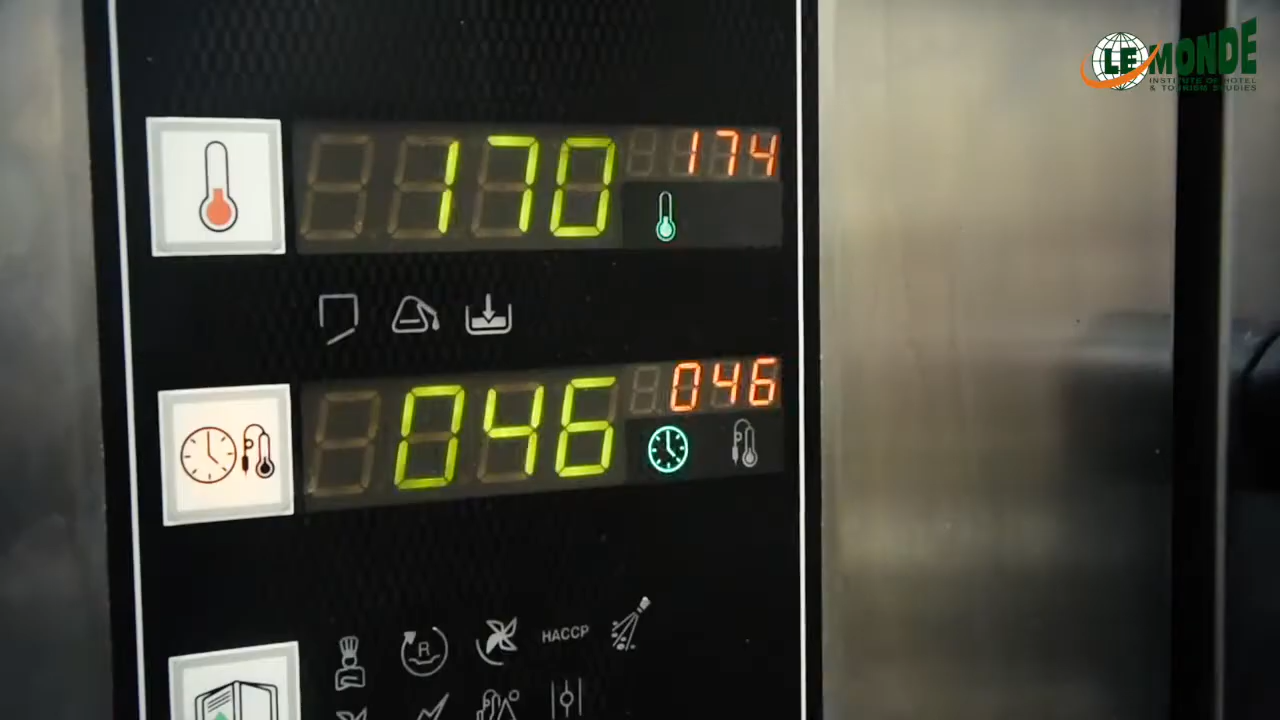 LE MONDE
INSTITUTE OF HOTEL
& TOURISM STUDIES
170 174
046 046
R HACCP